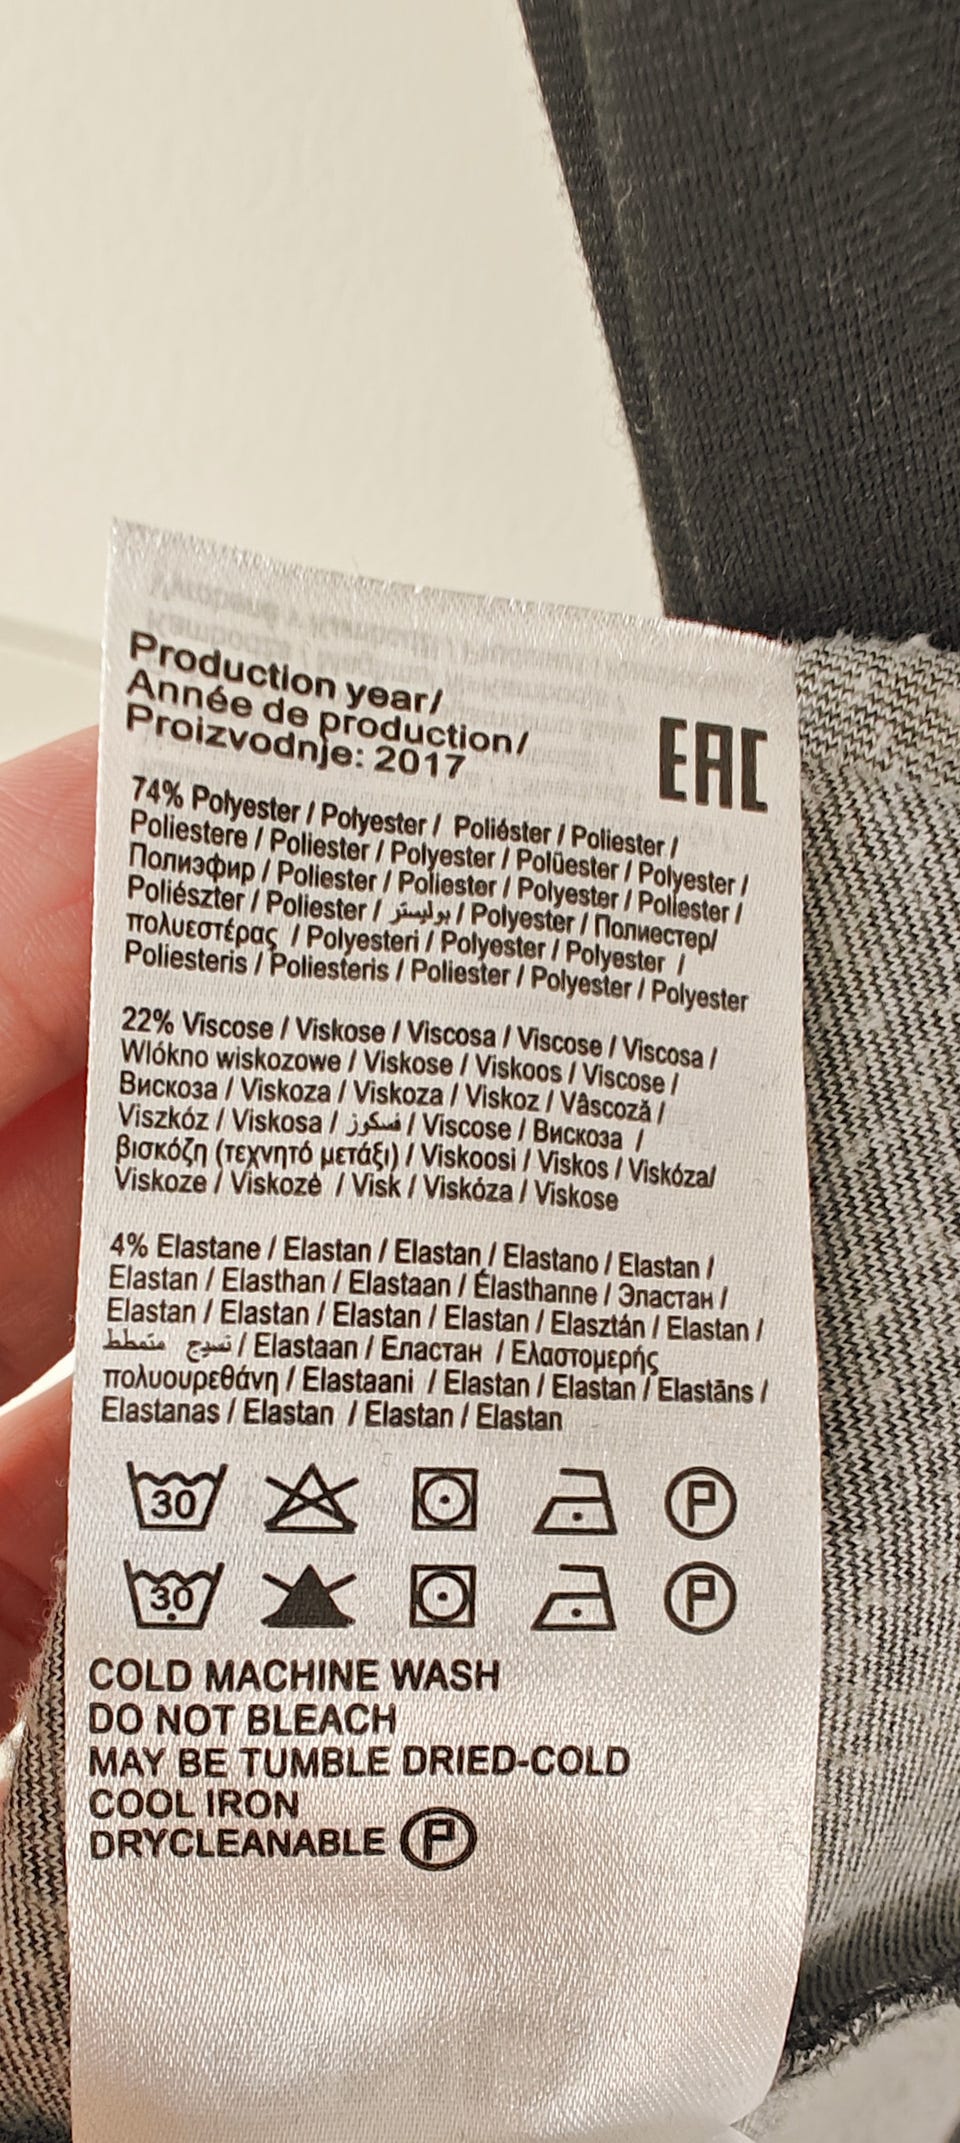 Production year/
Année de production/
Proizvodnje: 2017
EAC
74% Polyester / Polyester / Poliéster / Poliester /
Poliestere / Poliester / Polyester / Polüester / Polyester /
Полиэфир / Poliester / Poliester / Polyester / Poliester /
Poliészter / Poliester / بوليستر / Polyester / Полиестер/
πολυεστέρας / Polyesteri / Polyester / Polyester /
Poliesteris / Poliesteris / Poliester / Polyester / Polyester
22% Viscose / Viskose / Viscosa / Viscose / Viscosa /
Wlókno wiskozowe / Viskose / Viskoos / Viscose /
Вискоза / Viskoza / Viskoza / Viskoz / Vâscoză /
Viszkóz / Viskosa / فسكوز / Viscose / Вискоза /
βισκόζη (τεχνητό μετάξι) / Viskoosi / Viskos / Viskóza/
Viskoze / Viskozė / Visk / Viskóza / Viskose
4% Elastane / Elastan / Elastan / Elastano / Elastan /
Elastan / Elasthan / Elastaan / Élasthanne / Эластан /
Elastan / Elastan / Elastan / Elastan / Elasztán / Elastan /
نسيج متمطط / Elastaan / Еластан / Ελαστομερής
πολυουρεθάνη / Elastaani / Elastan / Elastan / Elastāns /
Elastanas / Elastan / Elastan / Elastan
30 P
30 P
COLD MACHINE WASH
DO NOT BLEACH
MAY BE TUMBLE DRIED-COLD
COOL IRON
DRYCLEANABLE P